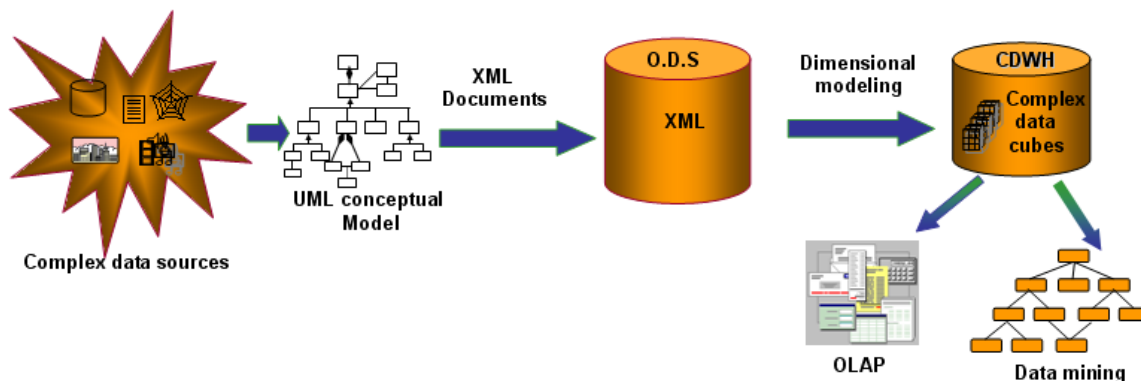 Complex data sources
UML conceptual
Model
XML
Documents
O.D.S
XML
Dimensional
modeling
CDWH
Complex
data
cubes
OLAP
Data mining